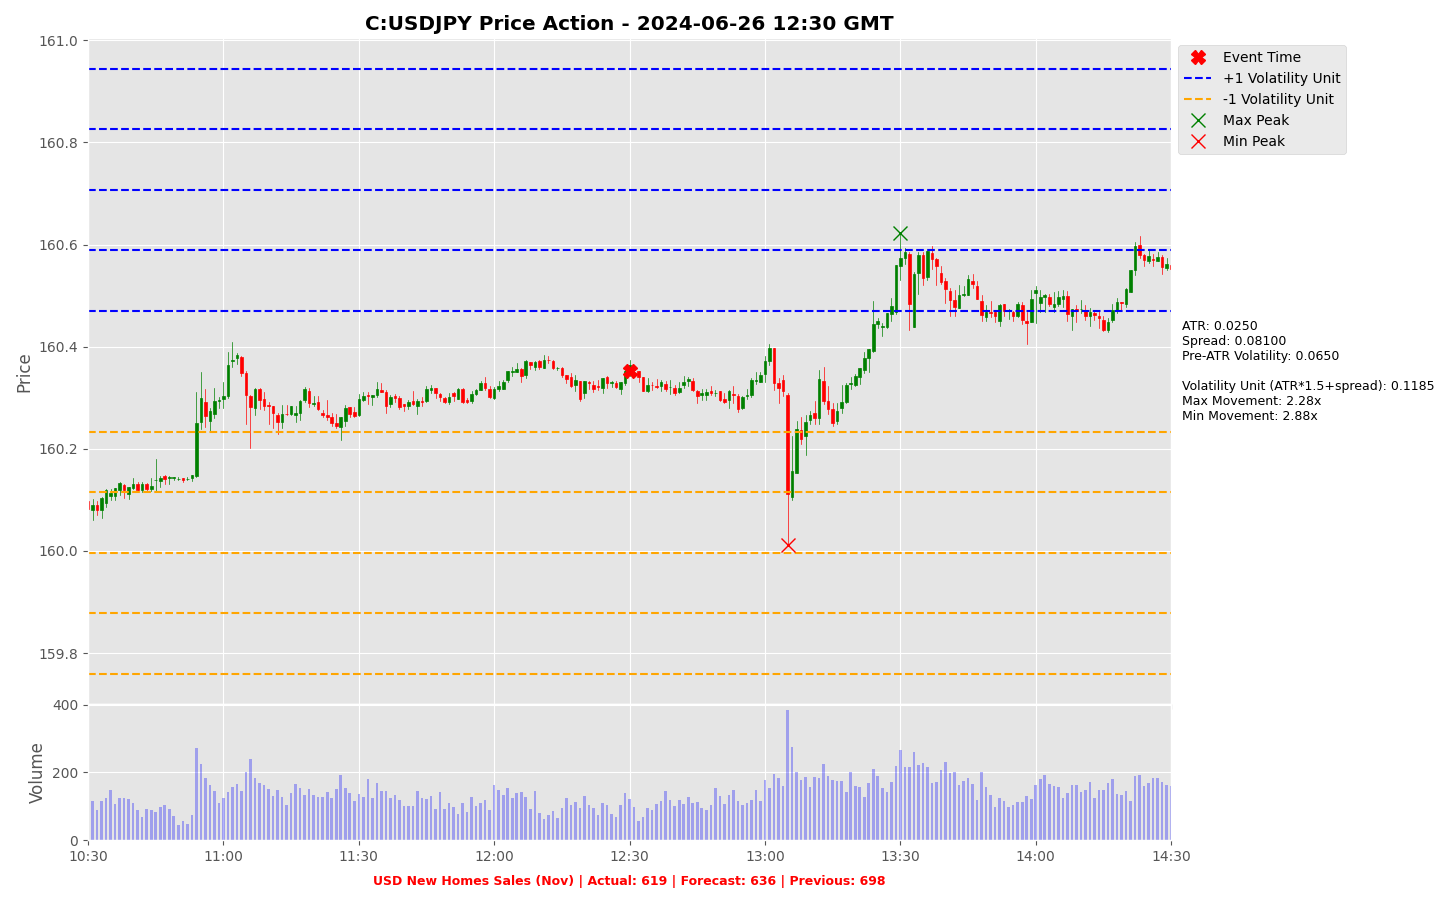 C:USDJPY Price Action - 2024-06-26 12:30 GMT
161.0
160.8
160.6
160.4
160.2
160.0
159.8
Price
Event Time
+1 Volatility Unit
-1 Volatility Unit
Max Peak
Min Peak
ATR: 0.0250
Spread: 0.08100
Pre-ATR Volatility: 0.0650
Volatility Unit (ATR*1.5+spread): 0.1185
Max Movement: 2.28x
Min Movement: 2.88x
400
200
0
Volume
10:30 11:00 11:30 12:00 12:30 13:00 13:30 14:00 14:30
USD New Homes Sales (Nov) | Actual: 619 | Forecast: 636 | Previous: 698